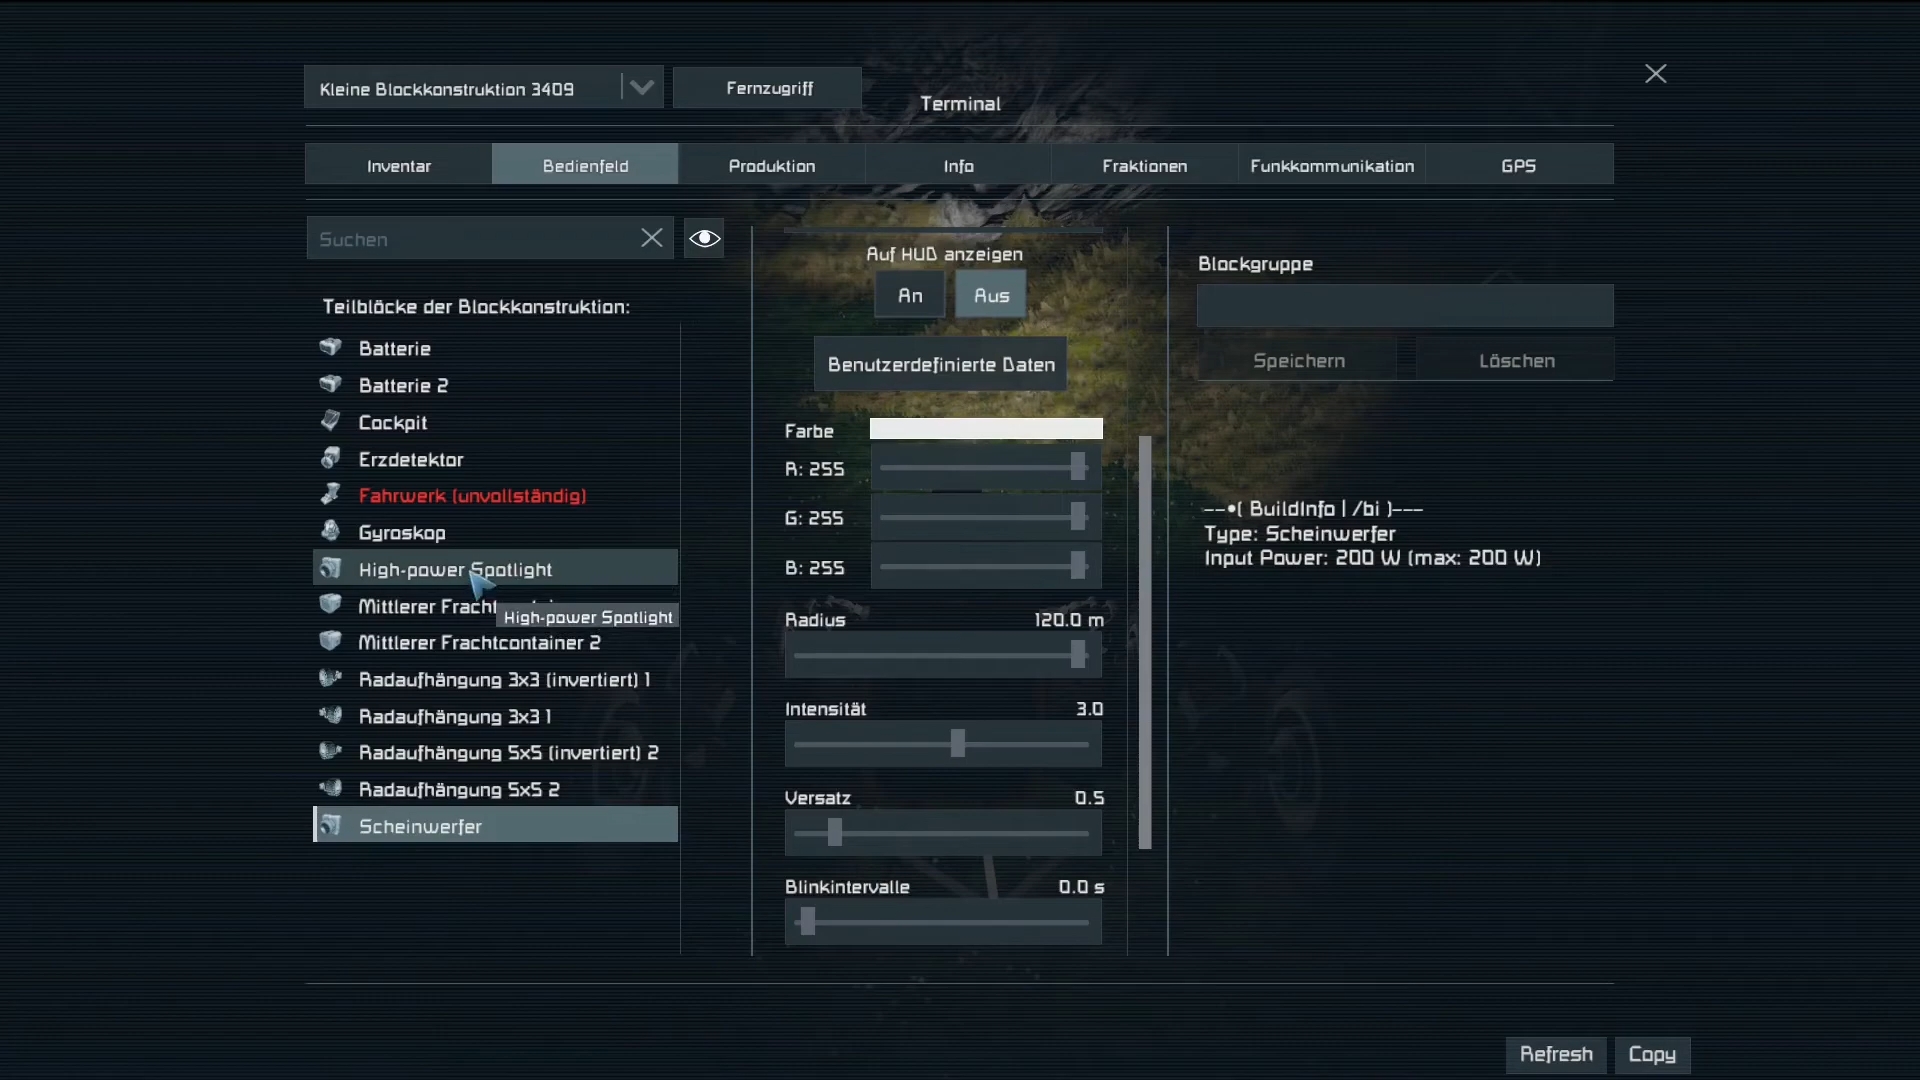 Kleine Blockkonstruktion 3409
Fernzugriff
Terminal
Inventar
Bedienfeld
Produktion
Info
Fraktionen
Funkkommunikation
GPS
Suchen
Teilblöcke der Blockkonstruktion:
Batterie
Batterie 2
Cockpit
Erzdetektor
Fahrwerk (unvollständig)
Gyroskop
High-power Spotlight
Mittlerer Fracht
High-power Spotlight
Mittlerer Frachtcontainer 2
Radaufhängung 3x3 (invertiert) 1
Radaufhängung 3x3 1
Radaufhängung 5x5 (invertiert) 2
Radaufhängung 5x5 2
Scheinwerfer
Auf HUD anzeigen
An
Aus
Benutzerdefinierte Daten
Farbe
R: 255
G: 255
B: 255
Radius 120.0 m
Intensität 3.0
Versatz 0.5
Blinkintervalle 0.0 s
Blockgruppe
Speichern
Löschen
--•( BuildInfo | /bi )---
Type: Scheinwerfer
Input Power: 200 W (max: 200 W)
Refresh
Copy